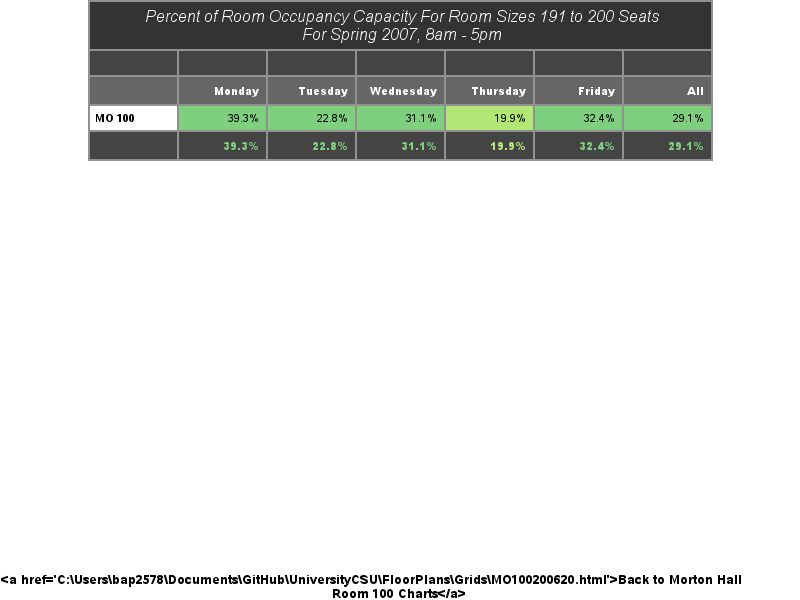 Percent of Room Occupancy Capacity For Room Sizes 191 to 200 Seats
For Spring 2007, 8am - 5pm
Monday Tuesday Wednesday Thursday Friday All
MO 100 39.3% 22.8% 31.1% 19.9% 32.4% 29.1%
39.3% 22.8% 31.1% 19.9% 32.4% 29.1%
<a href='C:\Users\bap2578\Documents\GitHub\UniversityCSU\FloorPlans\Grids\MO100200620.html'>Back to Morton Hall
Room 100 Charts</a>